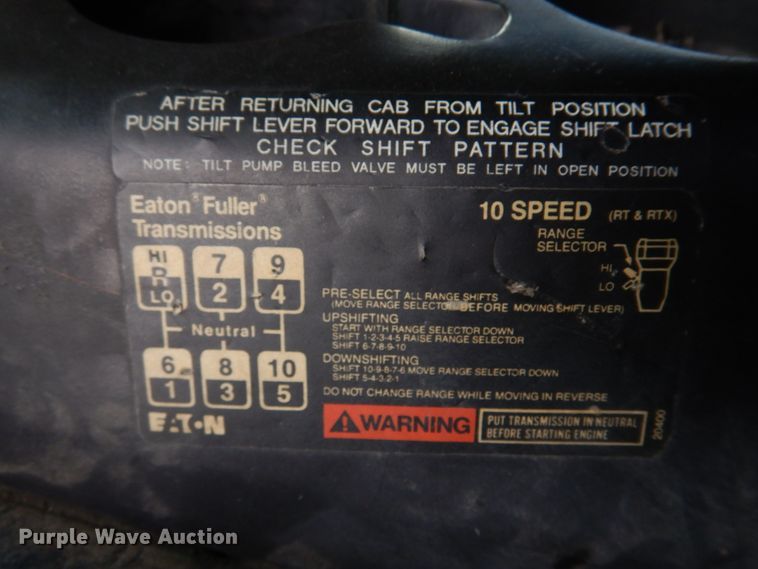 AFTER RETURNING CAB FROM TILT POSITION
PUSH SHIFT LEVER FORWARD TO ENGAGE SHIFT LATCH
CHECK SHIFT PATTERN
NOTE: TILT PUMP BLEED VALVE MUST BE LEFT IN OPEN POSITION
Eaton® Fuller®
Transmissions
10 SPEED (RT & RTX)
RANGE
SELECTOR
HI
LO
HI
R
LO
7
2
9
4
Neutral
6
1
8
3
10
5
EATON
PRE-SELECT ALL RANGE SHIFTS
(MOVE RANGE SELECTOR BEFORE MOVING SHIFT LEVER)
UPSHIFTING
START WITH RANGE SELECTOR DOWN
SHIFT 1-2-3-4-5 RAISE RANGE SELECTOR
SHIFT 6-7-8-9-10
DOWNSHIFTING
SHIFT 10-9-8-7-6 MOVE RANGE SELECTOR DOWN
SHIFT 5-4-3-2-1
DO NOT CHANGE RANGE WHILE MOVING IN REVERSE
WARNING
PUT TRANSMISSION IN NEUTRAL
BEFORE STARTING ENGINE
20400
Purple Wave Auction